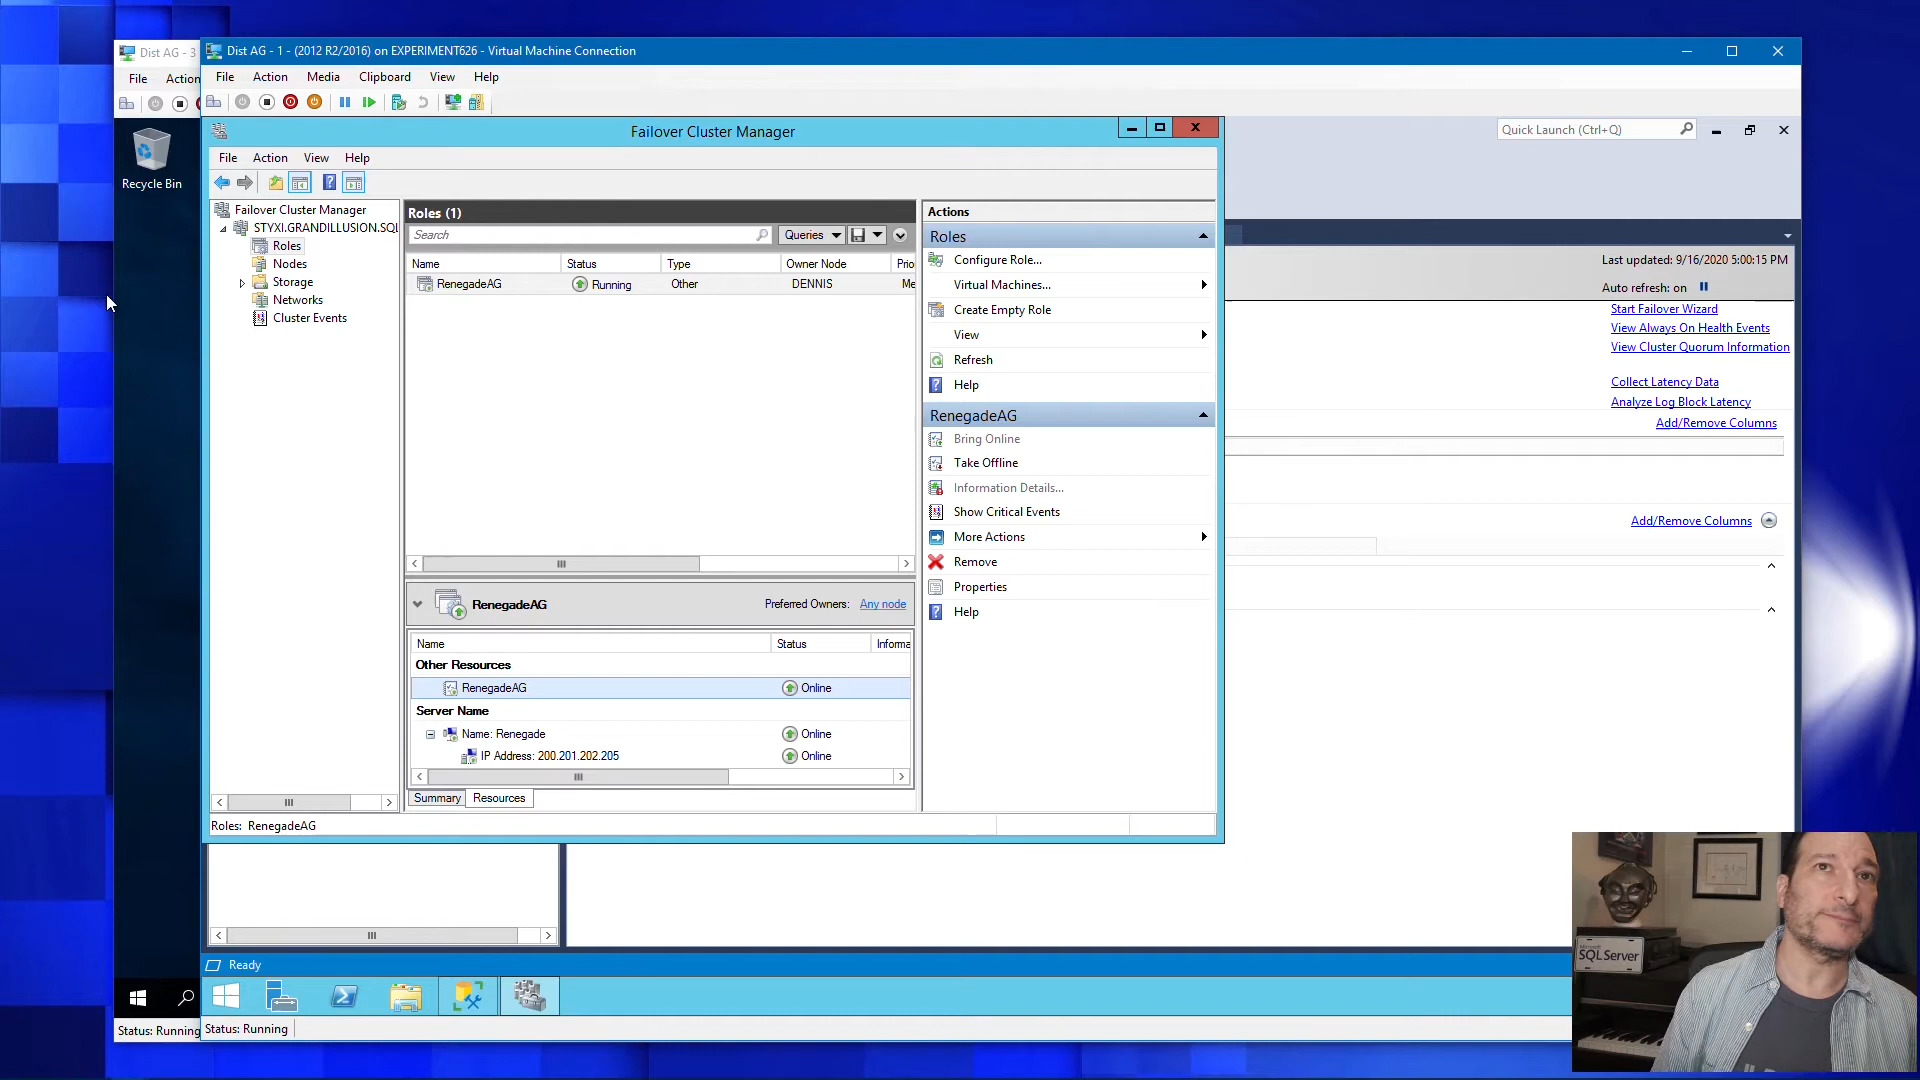 Dist AG - 3
File
Action
Recycle Bin
Status: Running
Dist AG - 1 - (2012 R2/2016) on EXPERIMENT626 - Virtual Machine Connection
File Action Media Clipboard View Help
Failover Cluster Manager
File Action View Help
Failover Cluster Manager
STYXI.GRANDILLUSION.SQL
Roles
Nodes
Storage
Networks
Cluster Events
Roles (1)
Search
Queries
Name Status Type Owner Node
RenegadeAG Running Other DENNIS
RenegadeAG
Preferred Owners: Any node
Name Status
Other Resources
RenegadeAG Online
Server Name
Name: Renegade Online
IP Address: 200.201.202.205 Online
Summary Resources
Roles: RenegadeAG
Actions
Roles
Configure Role...
Virtual Machines...
Create Empty Role
View
Refresh
Help
RenegadeAG
Bring Online
Take Offline
Information Details...
Show Critical Events
More Actions
Remove
Properties
Help
Quick Launch (Ctrl+Q)
Last updated: 9/16/2020 5:00:15 PM
Auto refresh: on
Start Failover Wizard
View Always On Health Events
View Cluster Quorum Information
Collect Latency Data
Analyze Log Block Latency
Add/Remove Columns
Add/Remove Columns
Ready
Status: Running
Microsoft
SQL Server